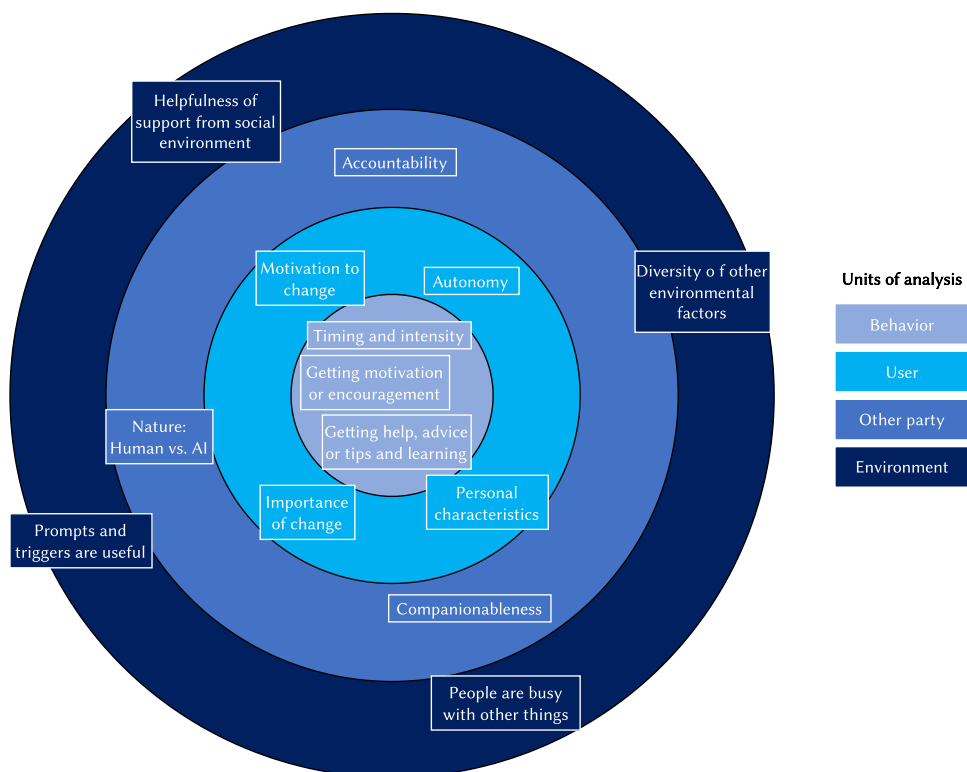 Helpfulness of
support from social
environment
Accountability
Motivation to
change
Autonomy
Diversity o f other
environmental
factors
Timing and intensity
Getting motivation
or encouragement
Getting help, advice
or tips and learning
Nature:
Human vs. AI
Importance
of change
Personal
characteristics
Prompts and
triggers are useful
Companionableness
People are busy
with other things
Units of analysis
Behavior
User
Other party
Environment